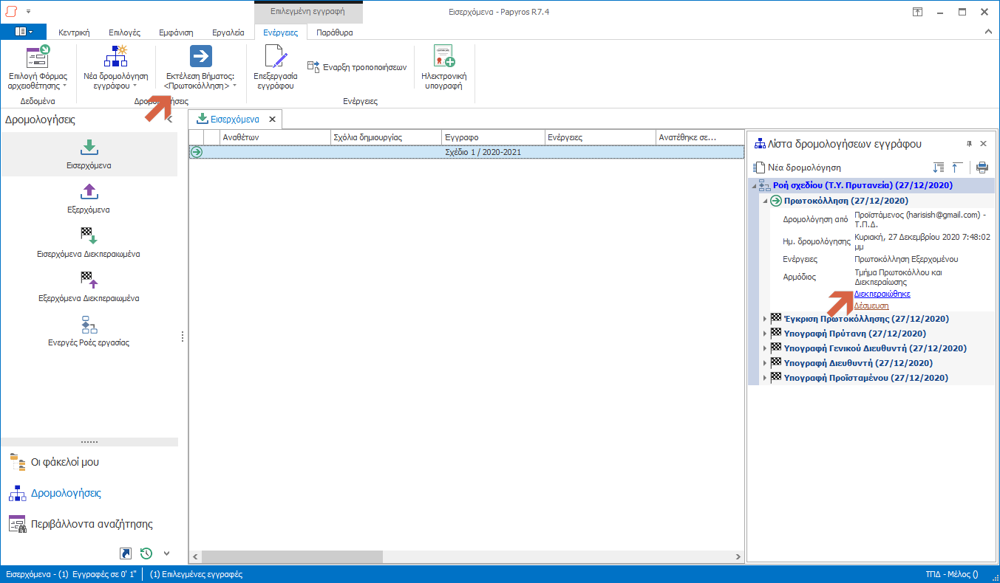 Επιλεγμένη εγγραφή
Εισερχόμενα - Papyros R7.4
Κεντρική Επιλογές Εμφάνιση Εργαλεία Ενέργειες Παράθυρα
Επιλογή Φόρμας
αρχειοθέτησης
Νέα δρομολόγηση
εγγράφου
Εκτέλεση Βήματος:
<Πρωτοκόλληση>
Επεξεργασία
εγγράφου
Έναρξη τροποποιήσεων
Ηλεκτρονική
υπογραφή
Δεδομένα
Ενέργειες
Δρομολογήσεις
Εισερχόμενα
Εξερχόμενα
Εισερχόμενα Διεκπεραιωμένα
Εξερχόμενα Διεκπεραιωμένα
Ενεργές Ροές εργασίας
Οι φάκελοί μου
Δρομολογήσεις
Περιβάλλοντα αναζήτησης
Εισερχόμενα
Αναθέτων Σχόλια δημιουργίας Έγγραφο Ενέργειες Ανατέθηκε σε...
Σχέδιο 1 / 2020-2021
Λίστα δρομολογήσεων εγγράφου
Νέα δρομολόγηση
Ροή σχεδίου (Τ.Υ. Πρυτανεία) (27/12/2020)
Πρωτοκόλληση (27/12/2020)
Δρομολόγηση από Προϊστάμενος (harisish@gmail.com) -
Τ.Π.Δ.
Ημ. δρομολόγησης Κυριακή, 27 Δεκεμβρίου 2020 7:48:02
μμ
Ενέργειες Πρωτοκόλληση Εξερχομένου
Αρμόδιος Τμήμα Πρωτοκόλλου και
Διεκπεραίωσης
Διεκπεραιώθηκε
Δέσμευση
Έγκριση Πρωτοκόλλησης (27/12/2020)
Υπογραφή Πρύτανη (27/12/2020)
Υπογραφή Γενικού Διευθυντή (27/12/2020)
Υπογραφή Διευθυντή (27/12/2020)
Υπογραφή Προϊσταμένου (27/12/2020)
Εισερχόμενα - (1) Εγγραφές σε 0' 1" (1) Επιλεγμένες εγγραφές
ΤΠΔ - Μέλος ()